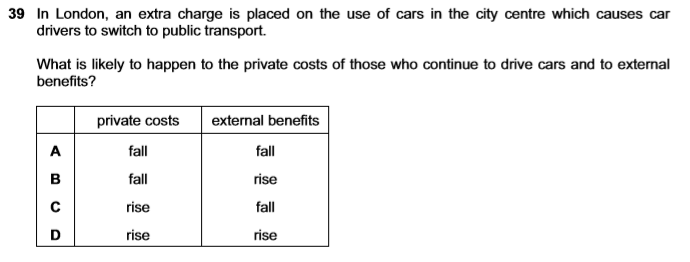 39 In London, an extra charge is placed on the use of cars in the city centre which causes car
drivers to switch to public transport.
What is likely to happen to the private costs of those who continue to drive cars and to external
benefits?
private costs external benefits
A fall fall
B fall rise
C rise fall
D rise rise